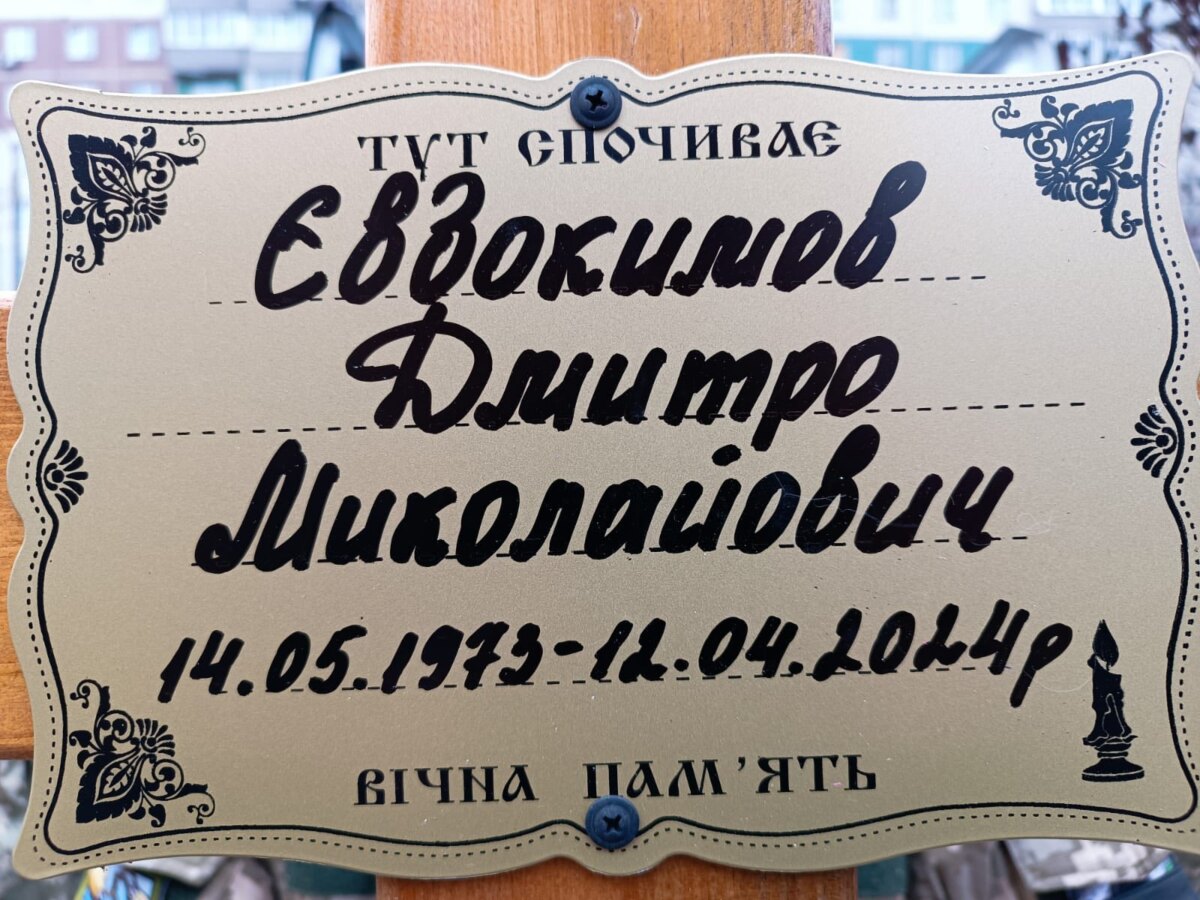 ТУТ СПОЧИВАЄ
Євдокимов
Дмитро
Миколайович
14.05.1973-12.04.2024р
ВІЧНА ПАМ'ЯТЬ